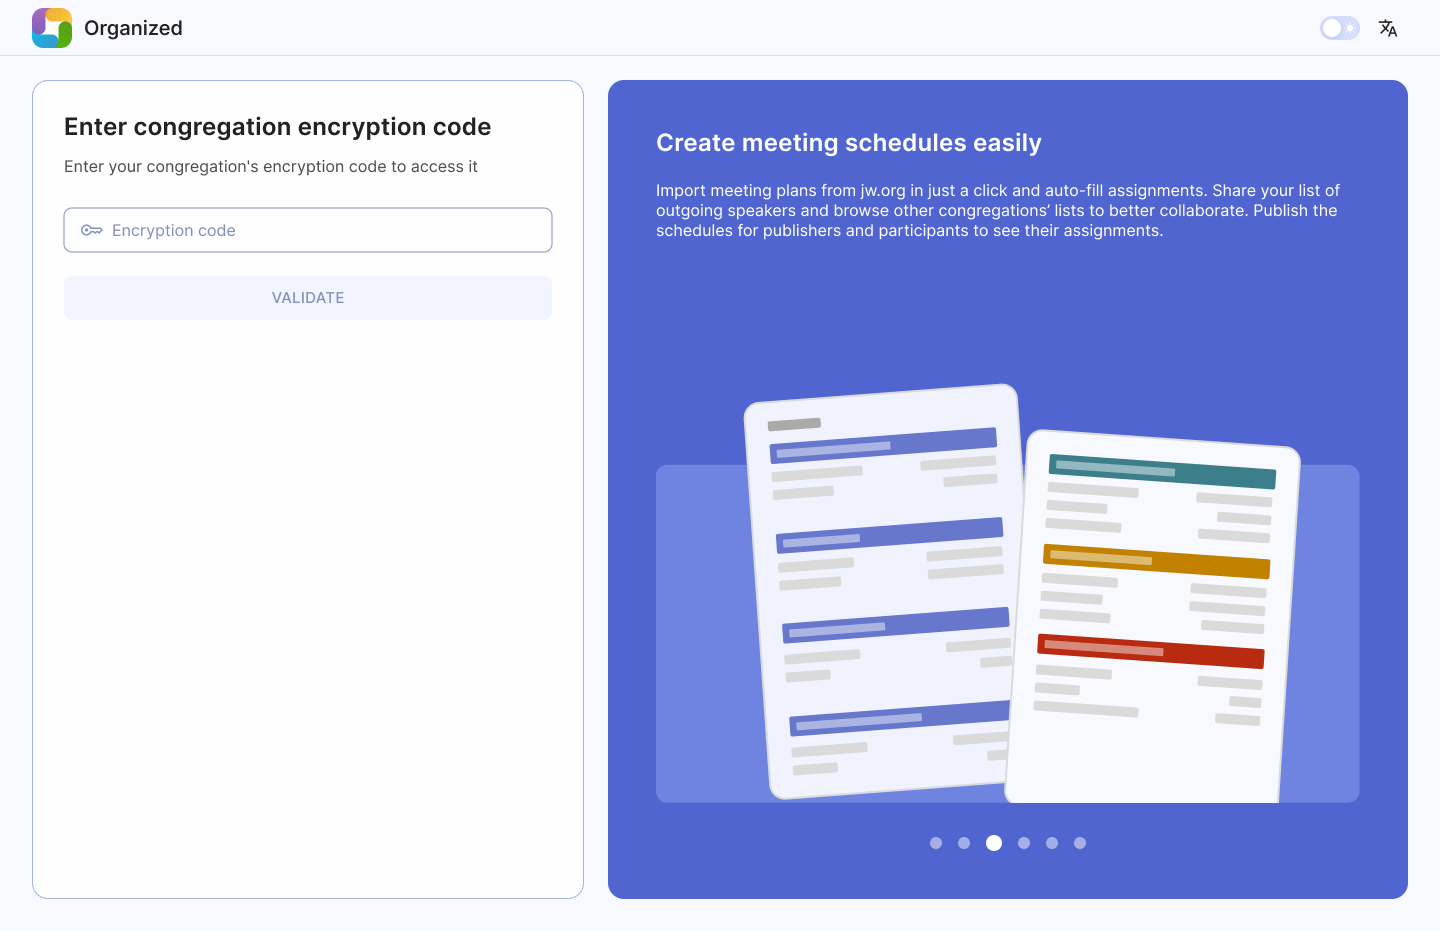 Organized
Enter congregation encryption code
Enter your congregation's encryption code to access it
Encryption code
VALIDATE
Create meeting schedules easily
Import meeting plans from jw.org in just a click and auto-fill assignments. Share your list of
outgoing speakers and browse other congregations’ lists to better collaborate. Publish the
schedules for publishers and participants to see their assignments.